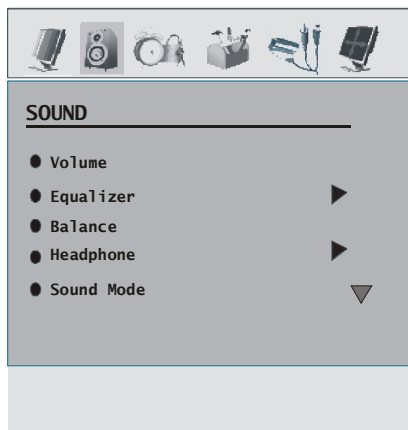 SOUND
Volume
Equalizer
Balance
Headphone
Sound Mode